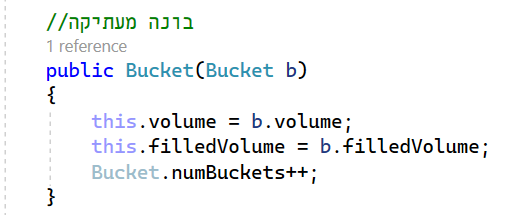 //בונה מעתיקה
1 reference
public Bucket(Bucket b)
{
this.volume = b.volume;
this.filledVolume = b.filledVolume;
Bucket.numBuckets++;
}